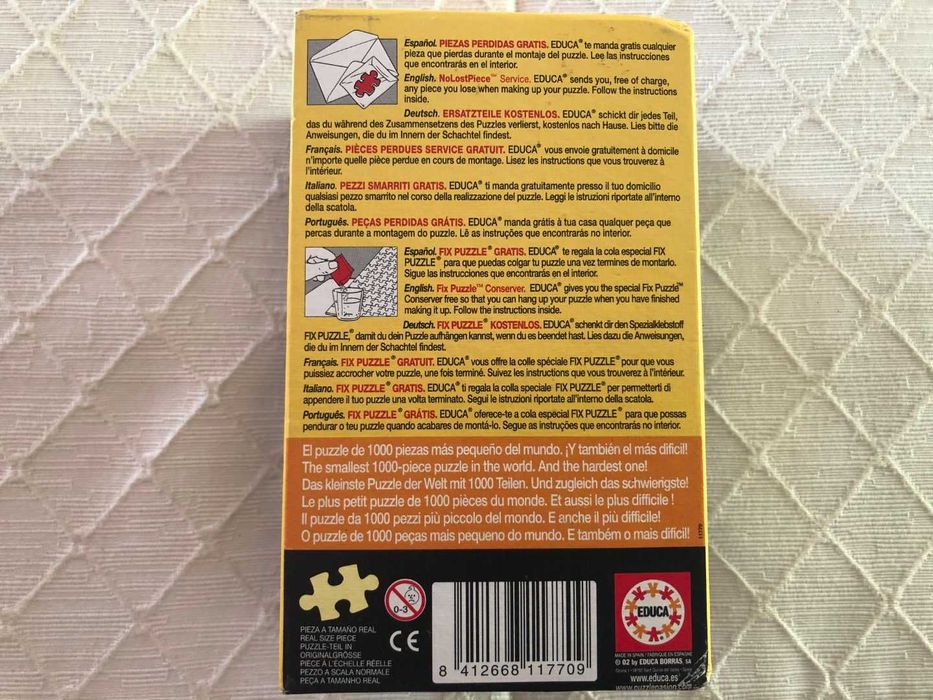 Español. PIEZAS PERDIDAS GRATIS. EDUCA® te manda gratis cualquier
pieza que pierdas durante el montaje del puzzle. Lee las instrucciones
que encontrarás en el interior.
English. NoLostPiece™ Service. EDUCA® sends you, free of charge,
any piece you lose when making up your puzzle. Follow the instructions
inside.
Deutsch. ERSATZTEILE KOSTENLOS. EDUCA® schickt dir jedes Teil,
das du während des Zusammensetzens des Puzzles verlierst, kostenlos nach Hause. Lies bitte die
Anweisungen, die du im Innern der Schachtel findest.
Français. PIÈCES PERDUES SERVICE GRATUIT. EDUCA® vous envoie gratuitement à domicile
n'importe quelle pièce perdue en cours de montage. Lisez les instructions que vous trouverez à
l'intérieur.
Italiano. PEZZI SMARRITI GRATIS. EDUCA® ti manda gratuitamente presso il tuo domicilio
qualsiasi pezzo smarrito nel corso della realizzazione del puzzle. Leggi le istruzioni riportate all'interno
della scatola.
Português. PEÇAS PERDIDAS GRÁTIS. EDUCA® manda grátis à tua casa qualquer peça que
percas durante a montagem do puzzle. Lê as instruções que encontrarás no interior.
Español. FIX PUZZLE® GRATIS. EDUCA® te regala la cola especial FIX
PUZZLE® para que puedas colgar tu puzzle una vez termines de montarlo.
Sigue las instrucciones que encontrarás en el interior.
English. Fix Puzzle™ Conserver. EDUCA® gives you the special Fix Puzzle™
Conserver free so that you can hang up your puzzle when you have finished
making it up. Follow the instructions inside.
Deutsch. FIX PUZZLE® KOSTENLOS. EDUCA® schenkt dir den Spezialklebstoff
FIX PUZZLE,® damit du dein Puzzle aufhängen kannst, wenn du es beendet hast. Lies dazu die Anweisungen,
die du im Innern der Schachtel findest.
Français. FIX PUZZLE® GRATUIT. EDUCA® vous offre la colle spéciale FIX PUZZLE® pour que vous
puissiez accrocher votre puzzle, une fois terminé. Suivez les instructions que vous trouverez à l'intérieur.
Italiano. FIX PUZZLE® GRATIS. EDUCA® ti regala la colla speciale FIX PUZZLE® per permetterti di
appendere il tuo puzzle una volta terminato. Segui le istruzioni riportate all'interno della scatola.
Português. FIX PUZZLE® GRÁTIS. EDUCA® oferece-te a cola especial FIX PUZZLE® para que possas
pendurar o teu puzzle quando acabares de montá-lo. Segue as instruções que encontrarás no interior.
El puzzle de 1000 piezas más pequeño del mundo. ¡Y también el más difícil!
The smallest 1000-piece puzzle in the world. And the hardest one!
Das kleinste Puzzle der Welt mit 1000 Teilen. Und zugleich das schwierigste!
Le plus petit puzzle de 1000 pièces du monde. Et aussi le plus difficile !
Il puzzle da 1000 pezzi più piccolo del mondo. E anche il più difficile!
O puzzle de 1000 peças mais pequeno do mundo. E também o mais difícil!
11770
0-3
CE
PIEZA A TAMAÑO REAL
REAL SIZE PIECE
PUZZLE-TEIL IN
ORIGINALGRÖSSE
PIECE À L'ÉCHELLE RÉELLE
PEZZO A SCALA NORMALE
PEÇA A TAMANHO REAL
8 412668 117709
EDUCA
MADE IN SPAIN / FABRIQUÉ EN ESPAGNE
© 02 by EDUCA BORRAS, SA
www.educa.es
www.puzzlepasion.com